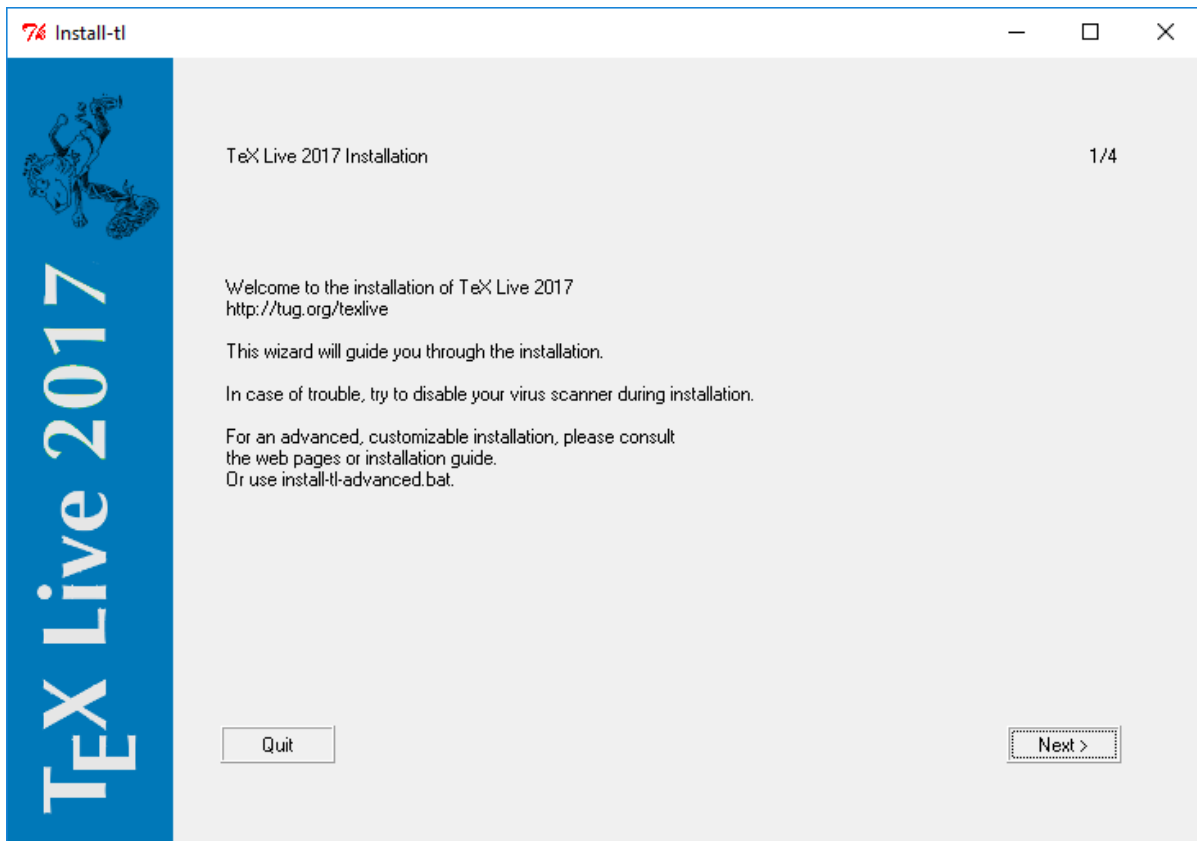 Install-tl
TeX Live 2017
TeX Live 2017 Installation
1/4
Welcome to the installation of TeX Live 2017
http://tug.org/texlive
This wizard will guide you through the installation.
In case of trouble, try to disable your virus scanner during installation.
For an advanced, customizable installation, please consult
the web pages or installation guide.
Or use install-tl-advanced.bat.
Quit
Next >